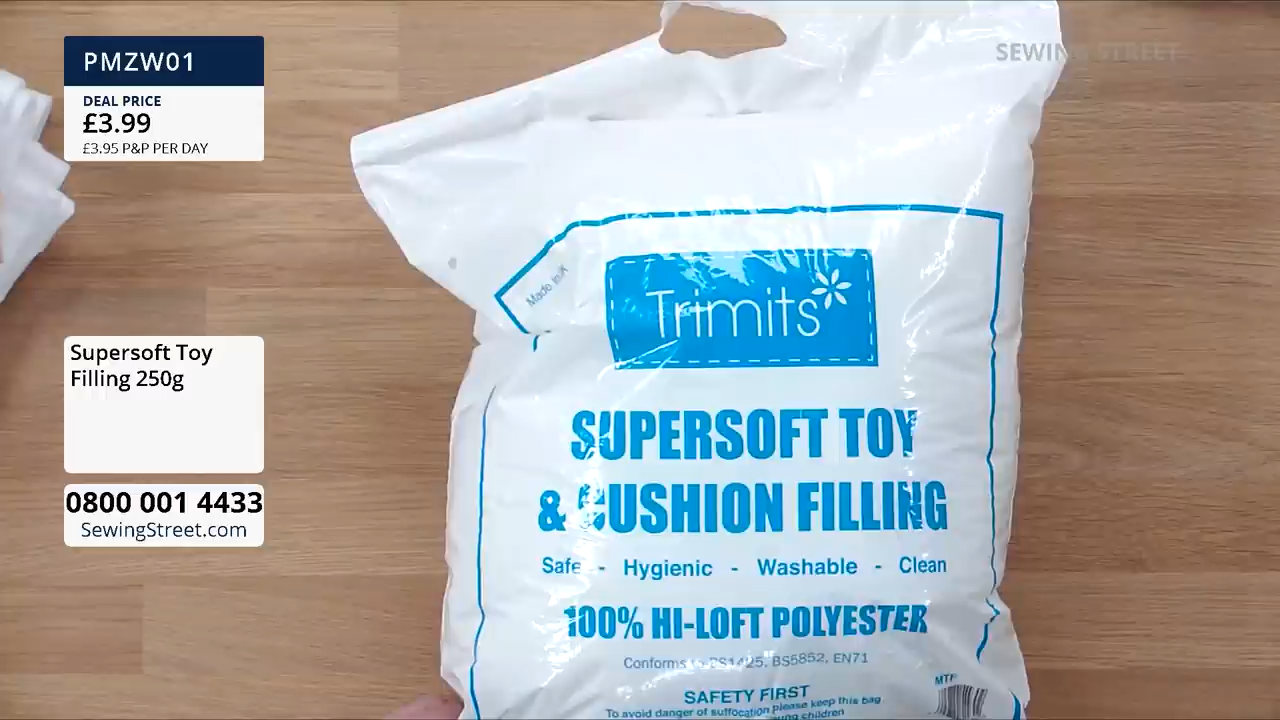 PMZW01
DEAL PRICE
£3.99
£3.95 P&P PER DAY
Supersoft Toy
Filling 250g
0800 001 4433
SewingStreet.com
SEWING STREET
Made in
Trimits
SUPERSOFT TOY
& CUSHION FILLING
Safe - Hygienic - Washable - Clean
100% HI-LOFT POLYESTER
Conforms BS5852, EN71
SAFETY FIRST
To avoid danger of suffocation please keep this bag
young children